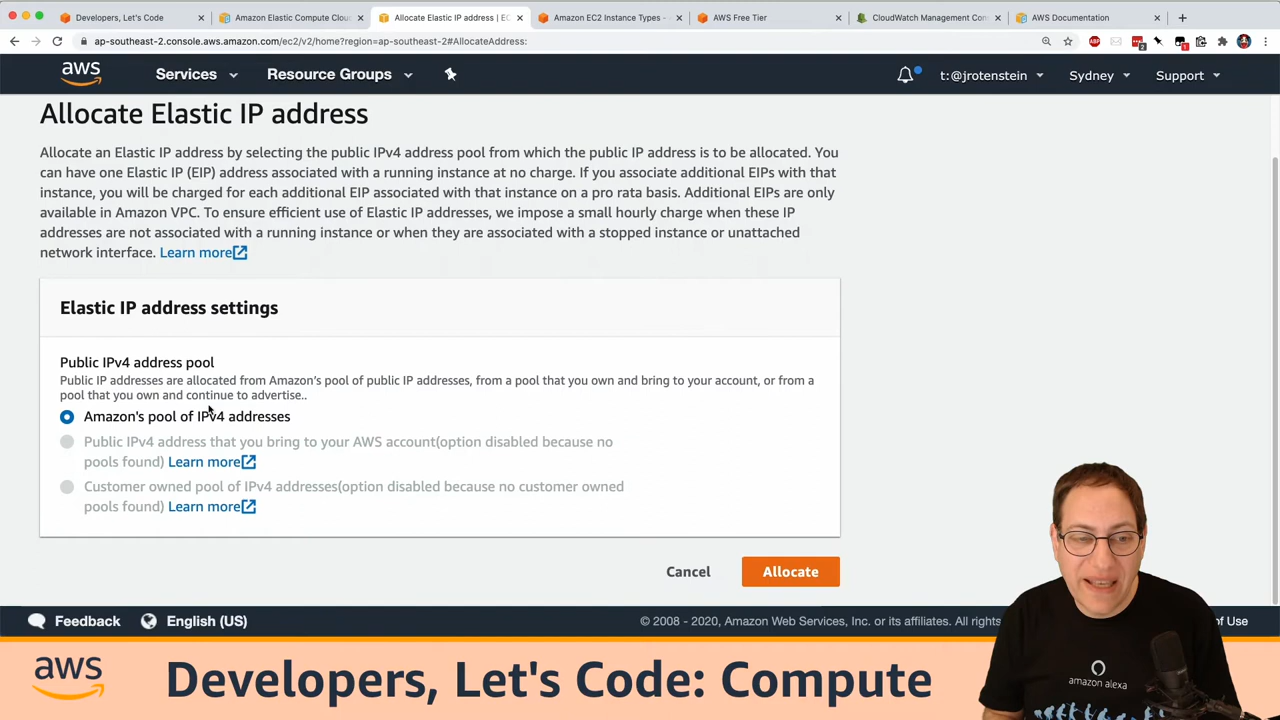 Developers, Let's Code
Amazon Elastic Compute Clou
Allocate Elastic IP address | EC
Amazon EC2 Instance Types -
AWS Free Tier
CloudWatch Management Con
AWS Documentation
ap-southeast-2.console.aws.amazon.com/ec2/v2/home?region=ap-southeast-2#AllocateAddress:
aws
Services
Resource Groups
t:@jrotenstein
Sydney
Support
Allocate Elastic IP address
Allocate an Elastic IP address by selecting the public IPv4 address pool from which the public IP address is to be allocated. You
can have one Elastic IP (EIP) address associated with a running instance at no charge. If you associate additional EIPs with that
instance, you will be charged for each additional EIP associated with that instance on a pro rata basis. Additional EIPs are only
available in Amazon VPC. To ensure efficient use of Elastic IP addresses, we impose a small hourly charge when these IP
addresses are not associated with a running instance or when they are associated with a stopped instance or unattached
network interface. Learn more
Elastic IP address settings
Public IPv4 address pool
Public IP addresses are allocated from Amazon's pool of public IP addresses, from a pool that you own and bring to your account, or from a
pool that you own and continue to advertise..
Amazon's pool of IPv4 addresses
Public IPv4 address that you bring to your AWS account(option disabled because no
pools found) Learn more
Customer owned pool of IPv4 addresses(option disabled because no customer owned
pools found) Learn more
Cancel
Allocate
Feedback
English (US)
© 2008 - 2020, Amazon Web Services, Inc. or its affiliates. All rights
of Use
amazon alexa
aws
Developers, Let's Code: Compute